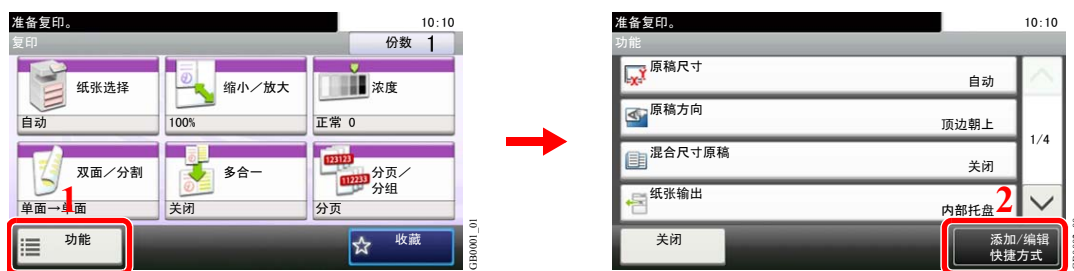 准备复印。 10:10
复印 份数 1
纸张选择
自动
缩小／放大
100%
浓度
正常 0
双面／分割
单面→单面
多合一
关闭
123123
112233
分页／
分组
分页
1
功能
收藏
GB0001_01
准备复印。 10:10
功能
原稿尺寸
自动
原稿方向
顶边朝上
混合尺寸原稿
关闭
纸张输出
内部托盘
1/4
2
关闭
添加/编辑
快捷方式